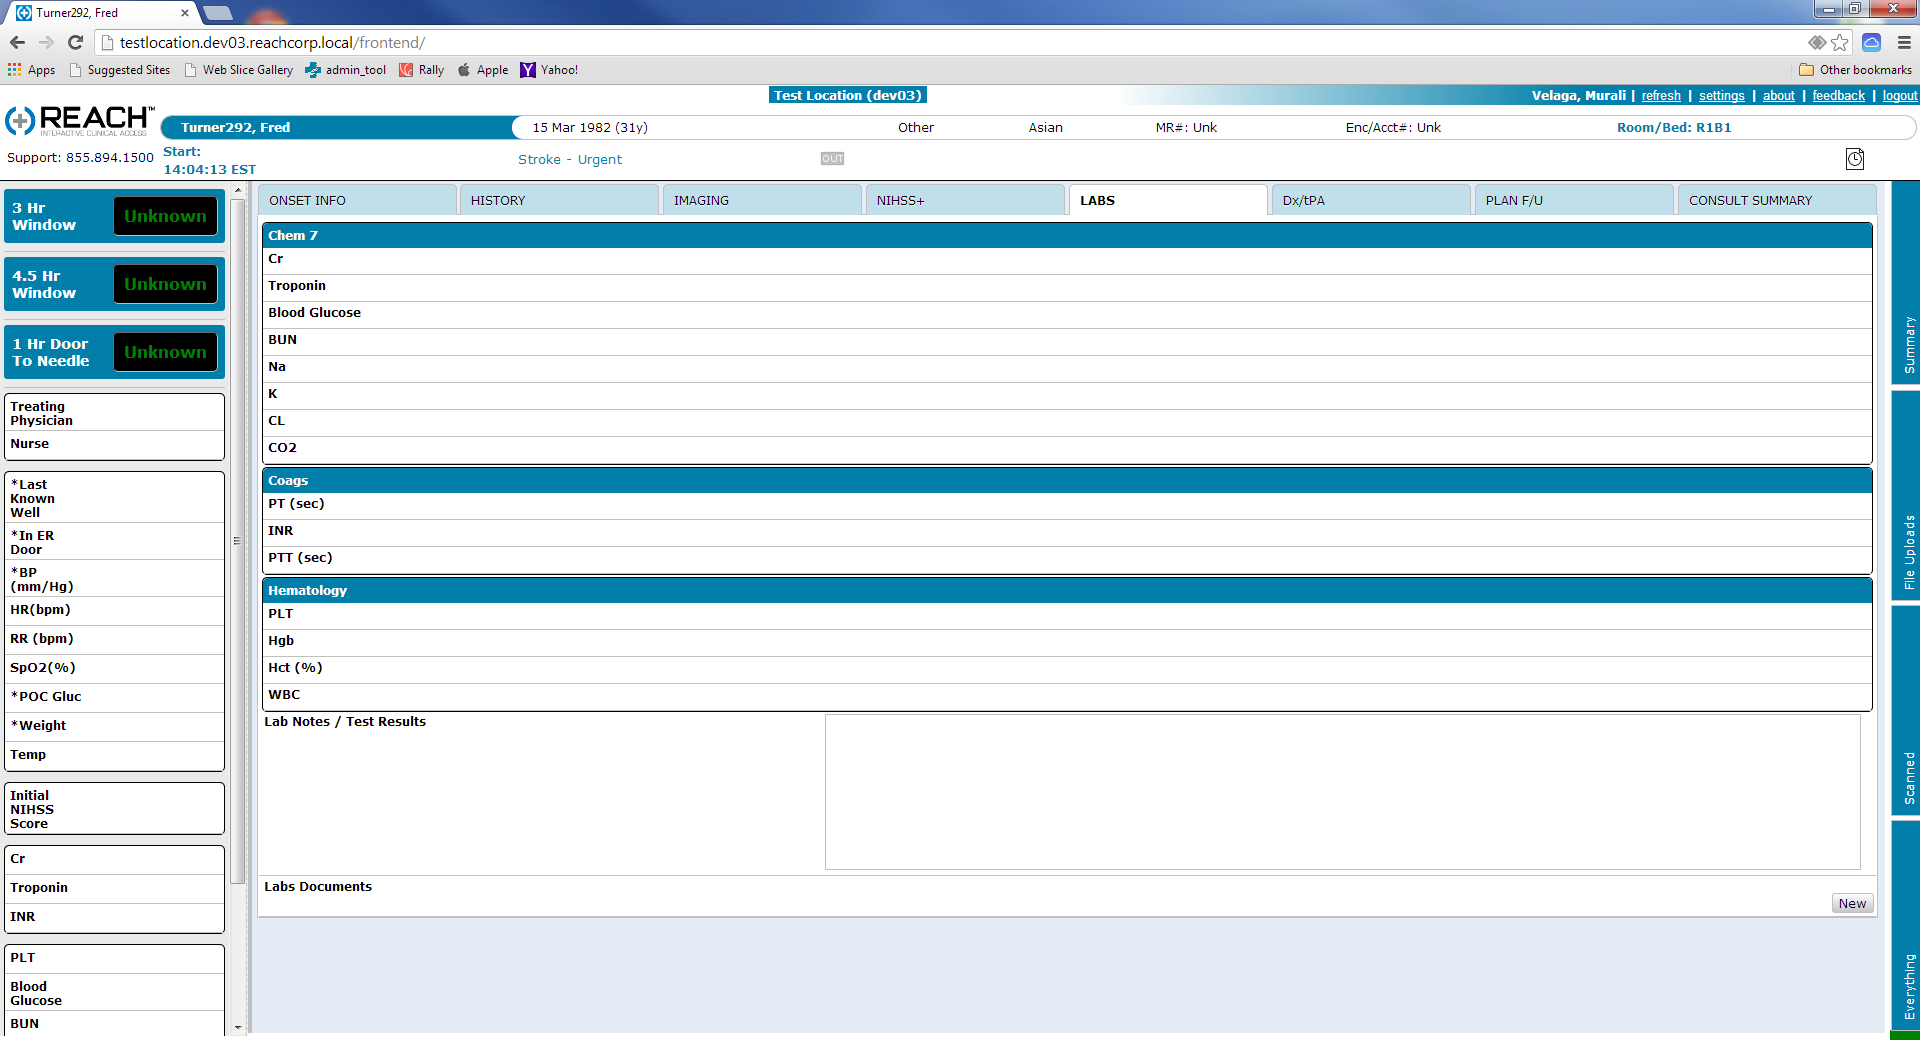 Turner292, Fred
testlocation.dev03.reachcorp.local/frontend/
Apps Suggested Sites Web Slice Gallery admin_tool Rally Apple Yahoo! Other bookmarks
Test Location (dev03) Velaga, Murali | refresh | settings | about | feedback | logout
REACH™
INTERACTIVE CLINICAL ACCESS
Turner292, Fred 15 Mar 1982 (31y) Other Asian MR#: Unk Enc/Acct#: Unk Room/Bed: R1B1
Support: 855.894.1500
Start:
14:04:13 EST
Stroke - Urgent
OUT
3 Hr
Window
Unknown
4.5 Hr
Window
Unknown
1 Hr Door
To Needle
Unknown
Treating
Physician
Nurse
*Last
Known
Well
*In ER
Door
*BP
(mm/Hg)
HR(bpm)
RR (bpm)
SpO2(%)
*POC Gluc
*Weight
Temp
Initial
NIHSS
Score
Cr
Troponin
INR
PLT
Blood
Glucose
BUN
ONSET INFO HISTORY IMAGING NIHSS+ LABS Dx/tPA PLAN F/U CONSULT SUMMARY
Chem 7
Cr
Troponin
Blood Glucose
BUN
Na
K
CL
CO2
Coags
PT (sec)
INR
PTT (sec)
Hematology
PLT
Hgb
Hct (%)
WBC
Lab Notes / Test Results
Labs Documents
New
Summary
File Uploads
Scanned
Everything